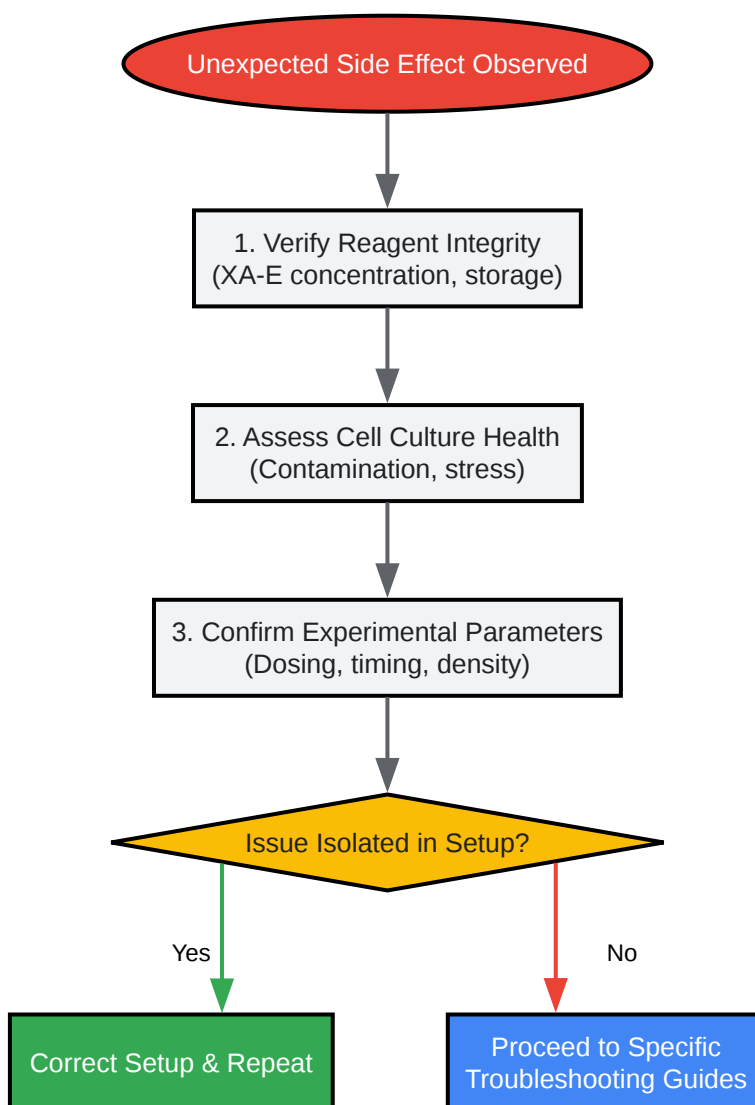 Unexpected Side Effect Observed
1. Verify Reagent Integrity
(XA-E concentration, storage)
2. Assess Cell Culture Health
(Contamination, stress)
3. Confirm Experimental Parameters
(Dosing, timing, density)
Issue Isolated in Setup?
Yes
No
Correct Setup & Repeat
Proceed to Specific
Troubleshooting Guides